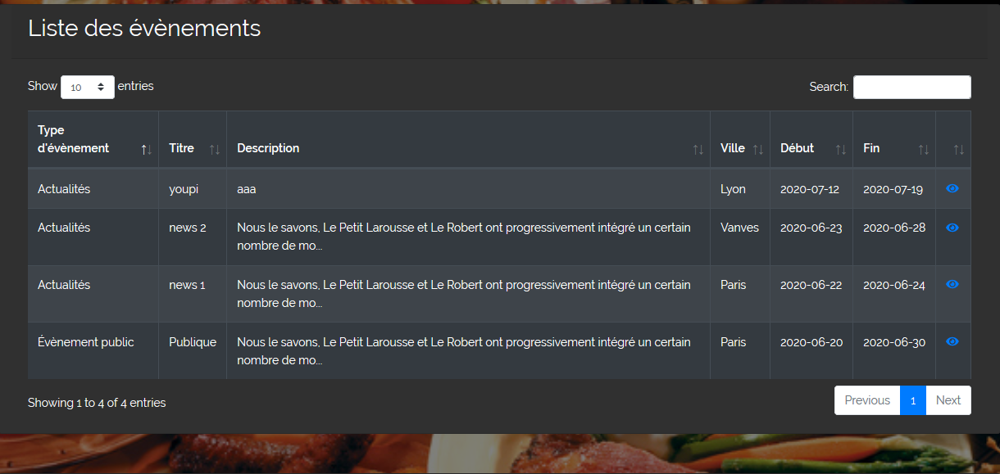 Liste des évènements
Show 10 entries
Search:
Type d'évènement Titre Description Ville Début Fin
Actualités youpi aaa Lyon 2020-07-12 2020-07-19
Actualités news 2 Nous le savons, Le Petit Larousse et Le Robert ont progressivement intégré un certain nombre de mo... Vanves 2020-06-23 2020-06-28
Actualités news 1 Nous le savons, Le Petit Larousse et Le Robert ont progressivement intégré un certain nombre de mo... Paris 2020-06-22 2020-06-24
Évènement public Publique Nous le savons, Le Petit Larousse et Le Robert ont progressivement intégré un certain nombre de mo... Paris 2020-06-20 2020-06-30
Showing 1 to 4 of 4 entries
Previous 1 Next